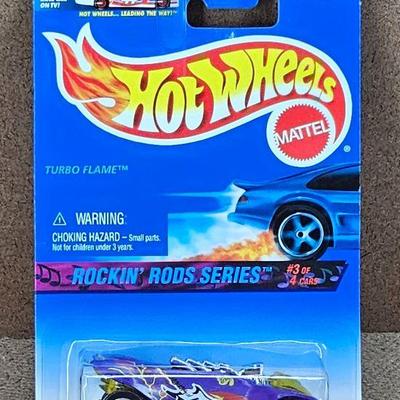 ON TV!
HOT WHEELS... LEADING THE WAY!™
Hot Wheels
®
MATTEL
TURBO FLAME™
⚠ WARNING:
CHOKING HAZARD – Small parts.
Not for children under 3 years.
ROCKIN' RODS SERIES™
#3 OF
4 CARS